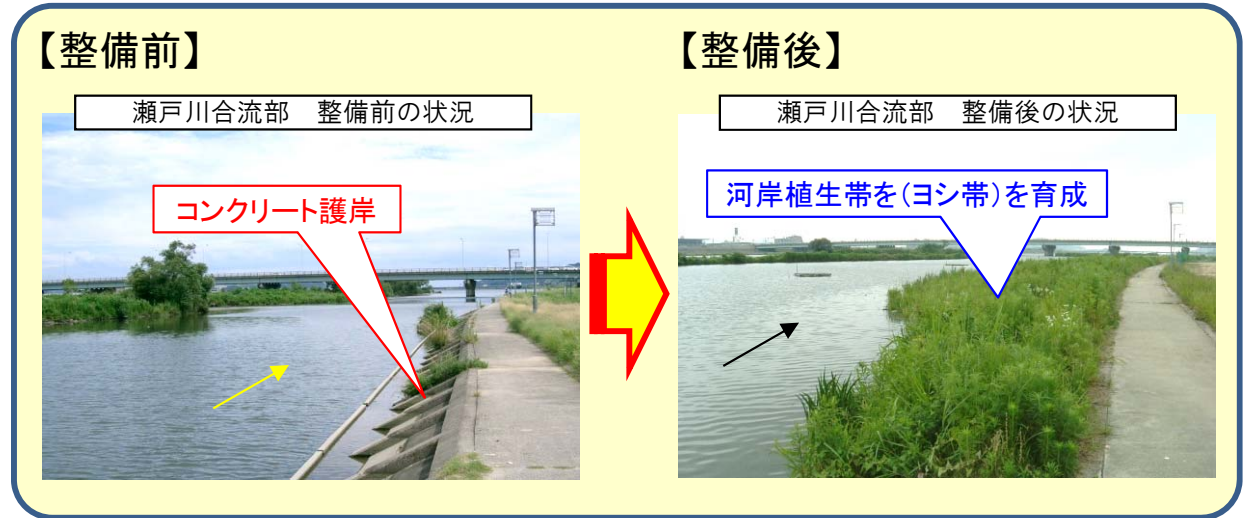 【整備前】
瀬戸川合流部　整備前の状況
コンクリート護岸
【整備後】
瀬戸川合流部　整備後の状況
河岸植生帯を(ヨシ帯)を育成